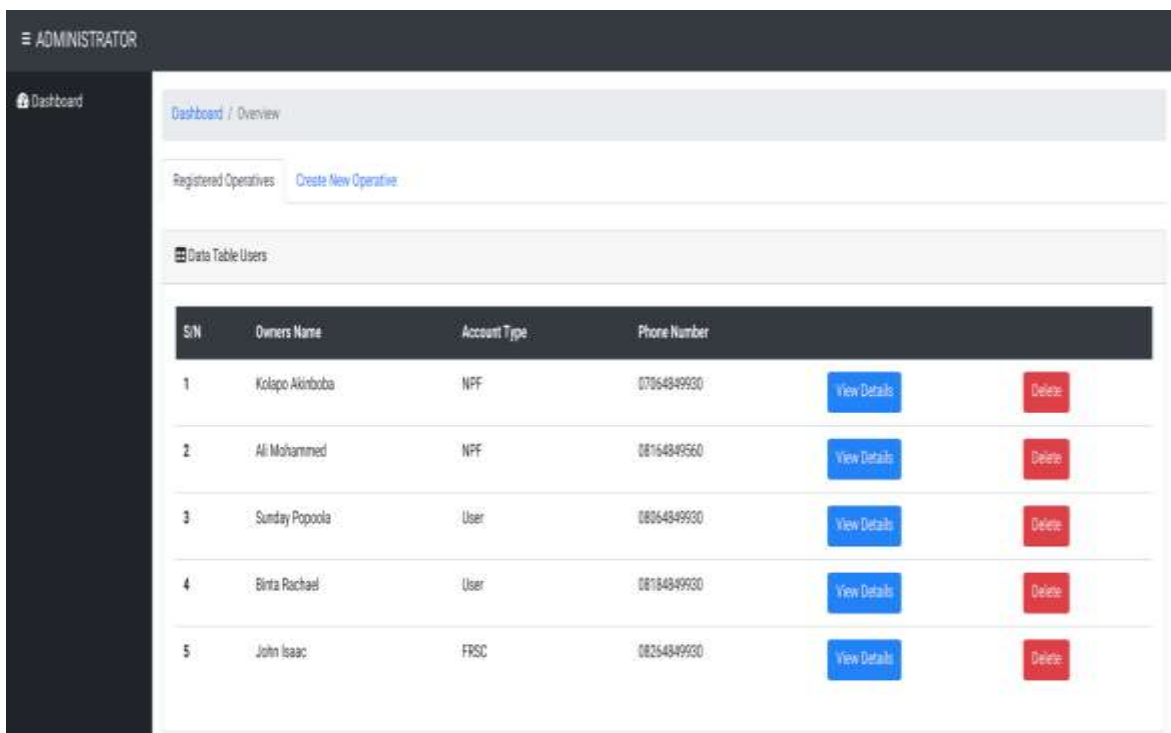 ADMINISTRATOR
Dashboard
Dashboard / Overview
Registered Operatives Create New Operative
Data Table Users
S/N Owners Name Account Type Phone Number
1 Kolapo Akinboba NPF 07064849930 View Details Delete
2 Ali Mohammed NPF 08164849560 View Details Delete
3 Sunday Popoola User 08064849930 View Details Delete
4 Binta Rachael User 08184849930 View Details Delete
5 John Isaac FRSC 08264849930 View Details Delete